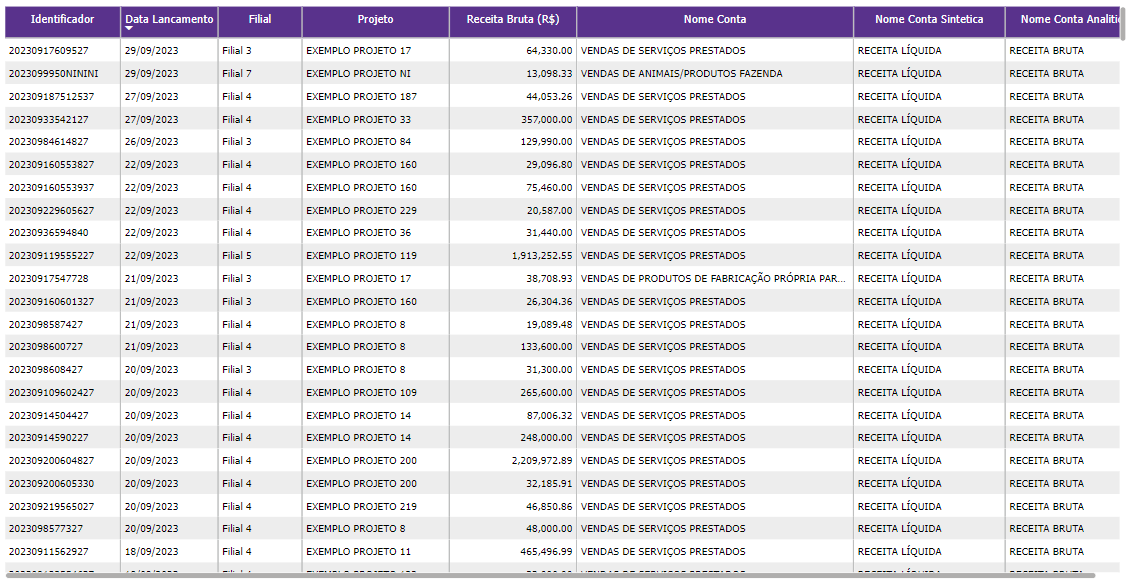 Identificador Data Lancamento Filial Projeto Receita Bruta (R$) Nome Conta Nome Conta Sintetica Nome Conta Analitic
20230917609527 29/09/2023 Filial 3 EXEMPLO PROJETO 17 64,330.00 VENDAS DE SERVIÇOS PRESTADOS RECEITA LÍQUIDA RECEITA BRUTA
2023099950NININI 29/09/2023 Filial 7 EXEMPLO PROJETO NI 13,098.33 VENDAS DE ANIMAIS/PRODUTOS FAZENDA RECEITA LÍQUIDA RECEITA BRUTA
202309187512537 27/09/2023 Filial 4 EXEMPLO PROJETO 187 44,053.26 VENDAS DE SERVIÇOS PRESTADOS RECEITA LÍQUIDA RECEITA BRUTA
20230933542127 27/09/2023 Filial 4 EXEMPLO PROJETO 33 357,000.00 VENDAS DE SERVIÇOS PRESTADOS RECEITA LÍQUIDA RECEITA BRUTA
20230984614827 26/09/2023 Filial 3 EXEMPLO PROJETO 84 129,990.00 VENDAS DE SERVIÇOS PRESTADOS RECEITA LÍQUIDA RECEITA BRUTA
202309160553827 22/09/2023 Filial 4 EXEMPLO PROJETO 160 29,096.80 VENDAS DE SERVIÇOS PRESTADOS RECEITA LÍQUIDA RECEITA BRUTA
202309160553937 22/09/2023 Filial 4 EXEMPLO PROJETO 160 75,460.00 VENDAS DE SERVIÇOS PRESTADOS RECEITA LÍQUIDA RECEITA BRUTA
202309229605627 22/09/2023 Filial 4 EXEMPLO PROJETO 229 20,587.00 VENDAS DE SERVIÇOS PRESTADOS RECEITA LÍQUIDA RECEITA BRUTA
20230936594840 22/09/2023 Filial 4 EXEMPLO PROJETO 36 31,440.00 VENDAS DE SERVIÇOS PRESTADOS RECEITA LÍQUIDA RECEITA BRUTA
202309119555227 22/09/2023 Filial 5 EXEMPLO PROJETO 119 1,913,252.55 VENDAS DE SERVIÇOS PRESTADOS RECEITA LÍQUIDA RECEITA BRUTA
20230917547728 21/09/2023 Filial 3 EXEMPLO PROJETO 17 38,708.93 VENDAS DE PRODUTOS DE FABRICAÇÃO PRÓPRIA PAR... RECEITA LÍQUIDA RECEITA BRUTA
202309160601327 21/09/2023 Filial 3 EXEMPLO PROJETO 160 26,304.36 VENDAS DE SERVIÇOS PRESTADOS RECEITA LÍQUIDA RECEITA BRUTA
2023098587427 21/09/2023 Filial 4 EXEMPLO PROJETO 8 19,089.48 VENDAS DE SERVIÇOS PRESTADOS RECEITA LÍQUIDA RECEITA BRUTA
2023098600727 21/09/2023 Filial 4 EXEMPLO PROJETO 8 133,600.00 VENDAS DE SERVIÇOS PRESTADOS RECEITA LÍQUIDA RECEITA BRUTA
2023098608427 20/09/2023 Filial 3 EXEMPLO PROJETO 8 31,300.00 VENDAS DE SERVIÇOS PRESTADOS RECEITA LÍQUIDA RECEITA BRUTA
202309109602427 20/09/2023 Filial 4 EXEMPLO PROJETO 109 265,600.00 VENDAS DE SERVIÇOS PRESTADOS RECEITA LÍQUIDA RECEITA BRUTA
20230914504427 20/09/2023 Filial 4 EXEMPLO PROJETO 14 87,006.32 VENDAS DE SERVIÇOS PRESTADOS RECEITA LÍQUIDA RECEITA BRUTA
20230914590227 20/09/2023 Filial 4 EXEMPLO PROJETO 14 248,000.00 VENDAS DE SERVIÇOS PRESTADOS RECEITA LÍQUIDA RECEITA BRUTA
202309200604827 20/09/2023 Filial 4 EXEMPLO PROJETO 200 2,209,972.89 VENDAS DE SERVIÇOS PRESTADOS RECEITA LÍQUIDA RECEITA BRUTA
202309200605330 20/09/2023 Filial 4 EXEMPLO PROJETO 200 32,185.91 VENDAS DE SERVIÇOS PRESTADOS RECEITA LÍQUIDA RECEITA BRUTA
202309219565027 20/09/2023 Filial 4 EXEMPLO PROJETO 219 46,850.86 VENDAS DE SERVIÇOS PRESTADOS RECEITA LÍQUIDA RECEITA BRUTA
2023098577327 20/09/2023 Filial 4 EXEMPLO PROJETO 8 48,000.00 VENDAS DE SERVIÇOS PRESTADOS RECEITA LÍQUIDA RECEITA BRUTA
20230911562927 18/09/2023 Filial 4 EXEMPLO PROJETO 11 465,496.99 VENDAS DE SERVIÇOS PRESTADOS RECEITA LÍQUIDA RECEITA BRUTA